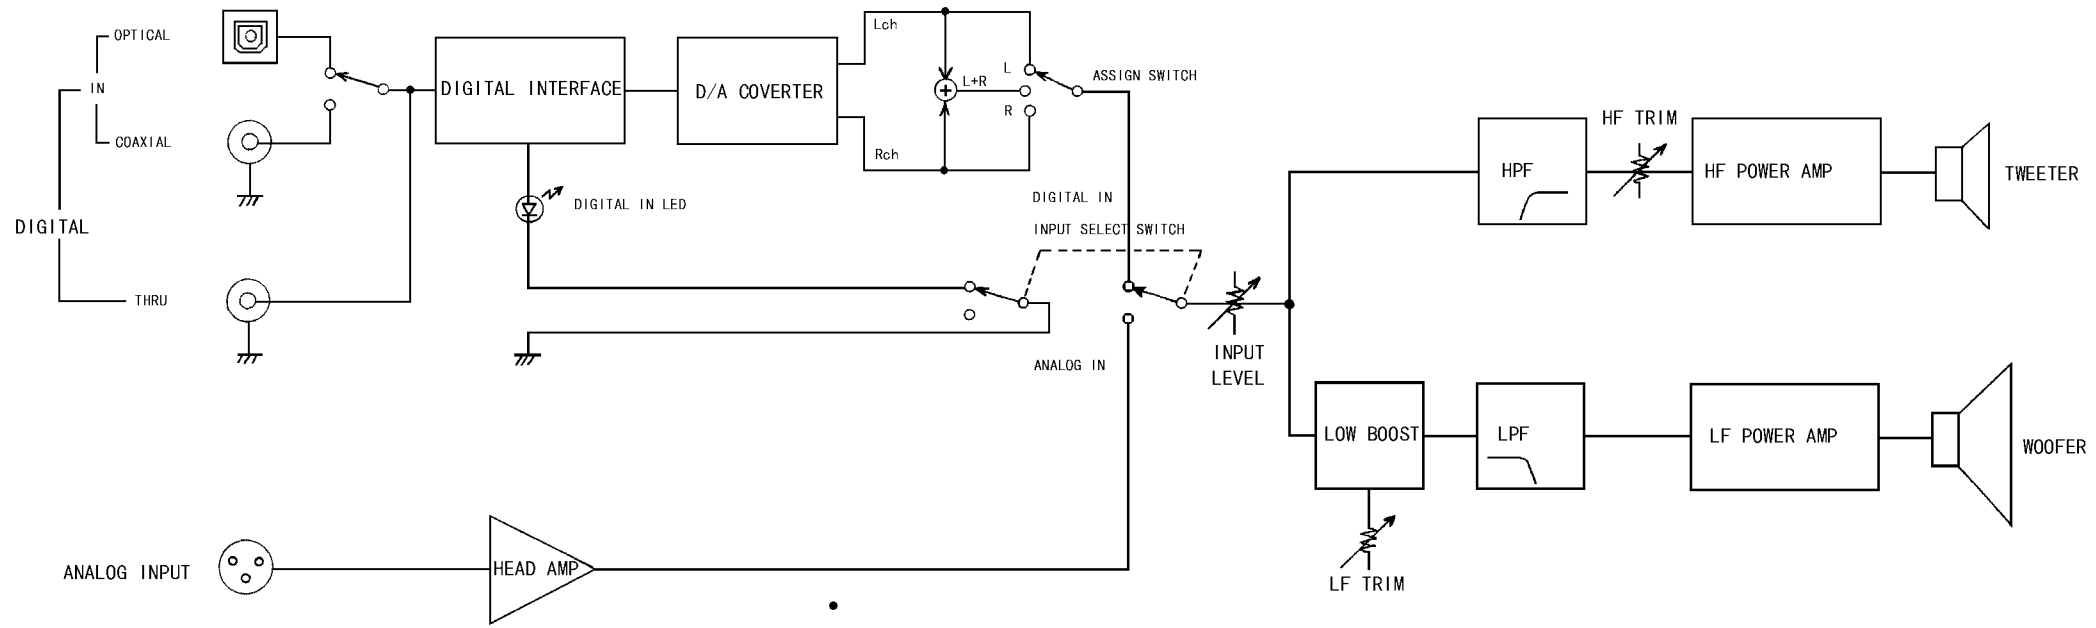 OPTICAL
IN
COAXIAL
DIGITAL
THRU
DIGITAL INTERFACE
D/A COVERTER
Lch
L+R
Rch
L
R
ASSIGN SWITCH
DIGITAL IN LED
DIGITAL IN
INPUT SELECT SWITCH
ANALOG IN
INPUT
LEVEL
HPF
HF TRIM
HF POWER AMP
TWEETER
LOW BOOST
LPF
LF POWER AMP
WOOFER
LF TRIM
ANALOG INPUT
HEAD AMP